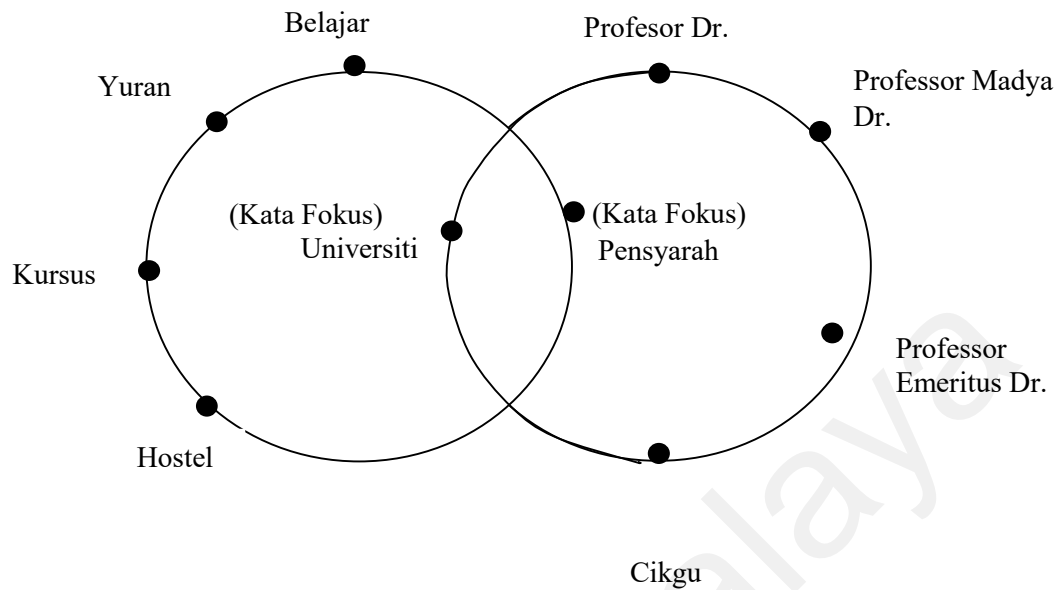 Belajar
Profesor Dr.
Yuran
Professor Madya
Dr.
(Kata Fokus)
Universiti
(Kata Fokus)
Pensyarah
Kursus
Professor
Emeritus Dr.
Hostel
Cikgu
alaya